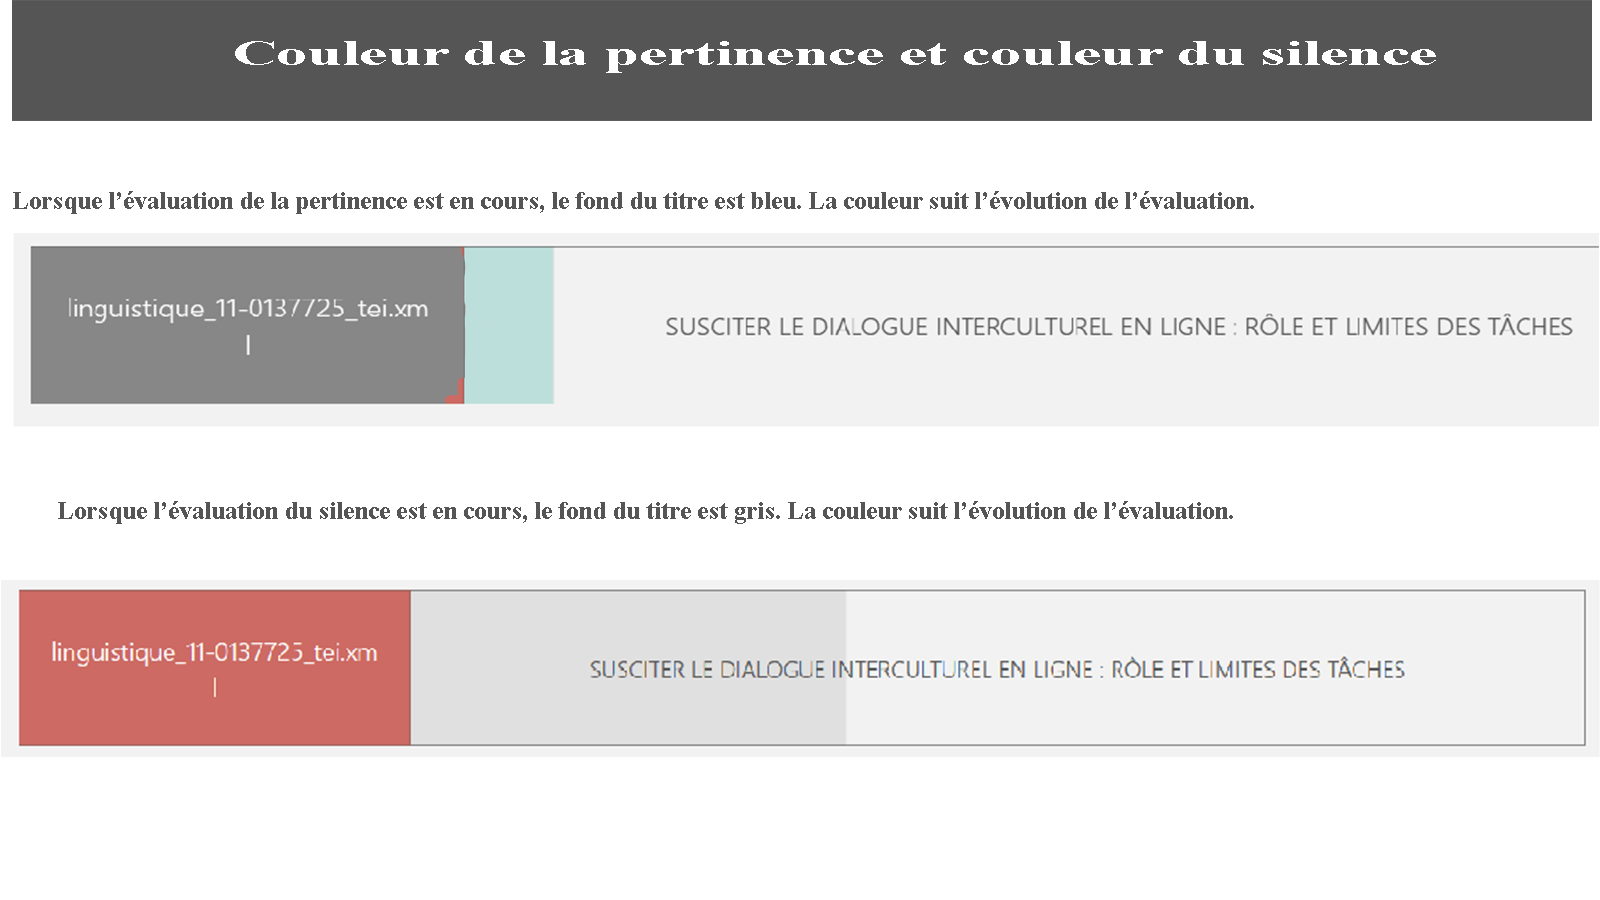 Couleur de la pertinence et couleur du silence
Lorsque l’évaluation de la pertinence est en cours, le fond du titre est bleu. La couleur suit l’évolution de l’évaluation.
linguistique_11-0137725_tei.xm
l
SUSCITER LE DIALOGUE INTERCULTUREL EN LIGNE : RÔLE ET LIMITES DES TÂCHES
Lorsque l’évaluation du silence est en cours, le fond du titre est gris. La couleur suit l’évolution de l’évaluation.
linguistique_11-0137725_tei.xm
l
SUSCITER LE DIALOGUE INTERCULTUREL EN LIGNE : RÔLE ET LIMITES DES TÂCHES